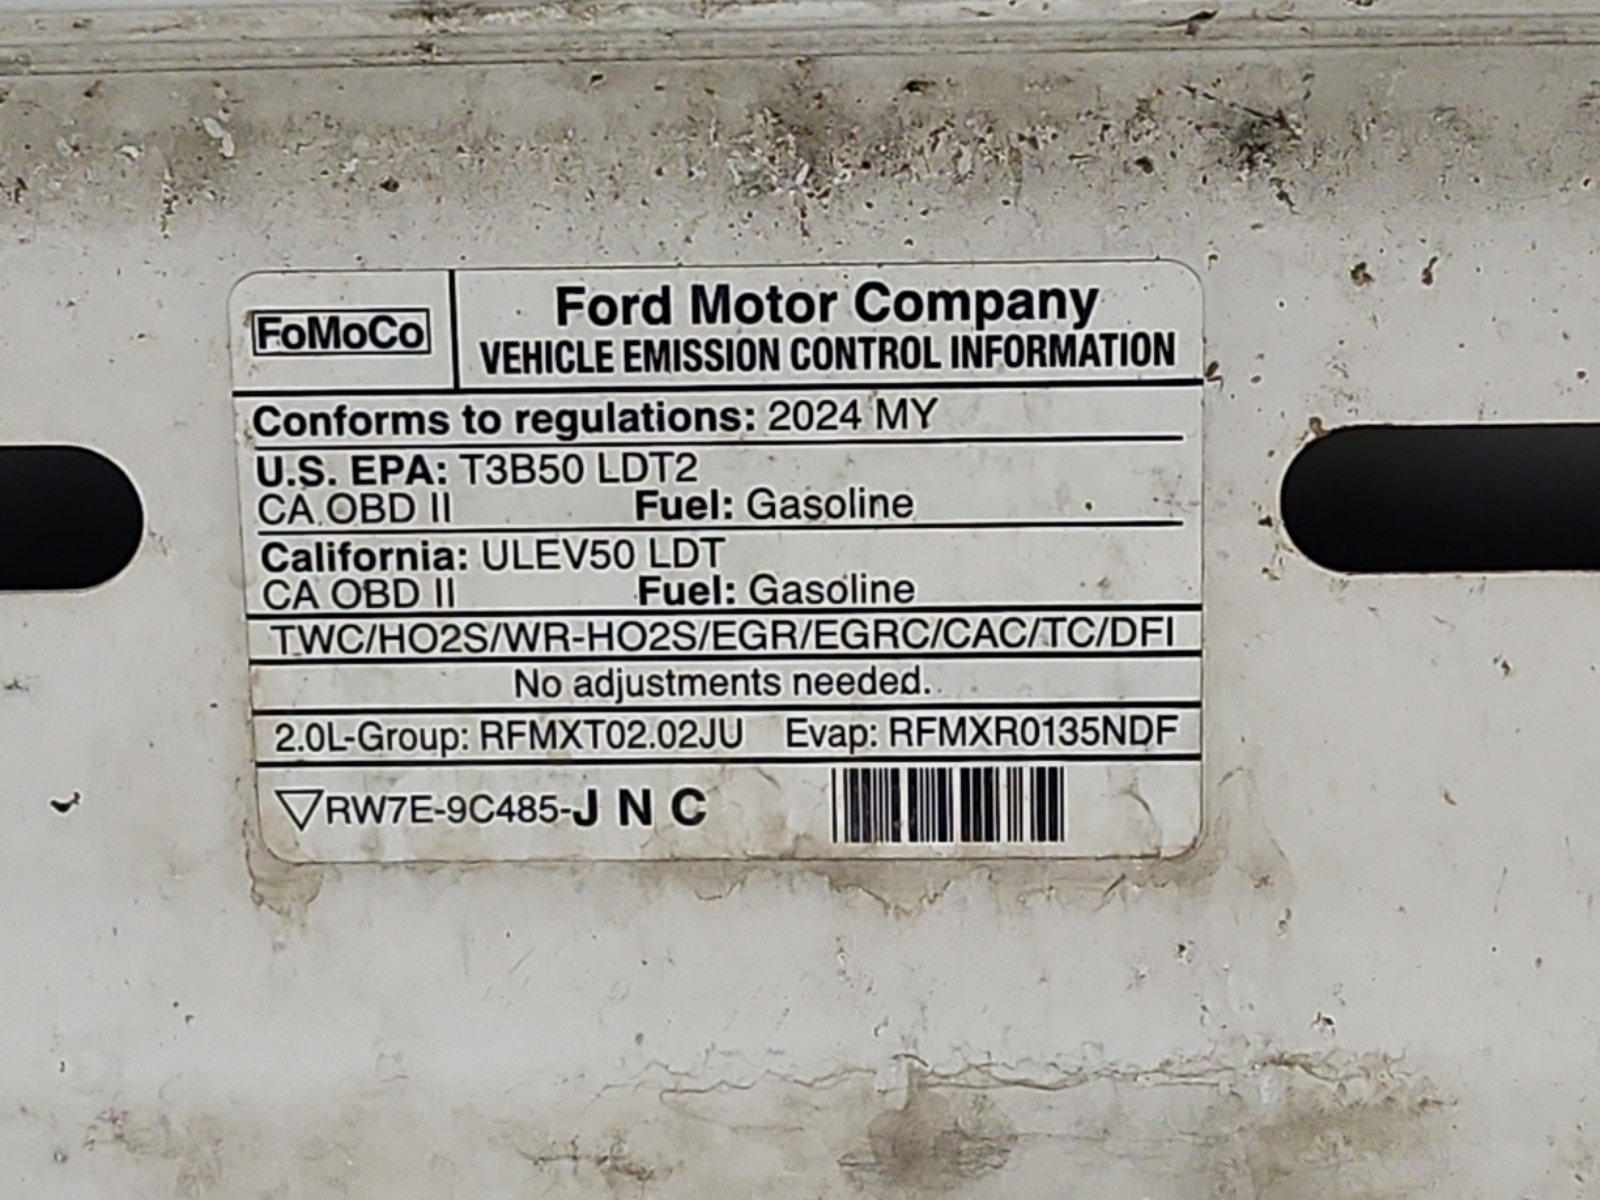 FoMoCo
Ford Motor Company
VEHICLE EMISSION CONTROL INFORMATION
Conforms to regulations: 2024 MY
U.S. EPA: T3B50 LDT2
CA OBD II Fuel: Gasoline
California: ULEV50 LDT
CA OBD II Fuel: Gasoline
TWC/HO2S/WR-HO2S/EGR/EGRC/CAC/TC/DFI
No adjustments needed.
2.0L-Group: RFMXT02.02JU Evap: RFMXR0135NDF
▽RW7E-9C485-J N C